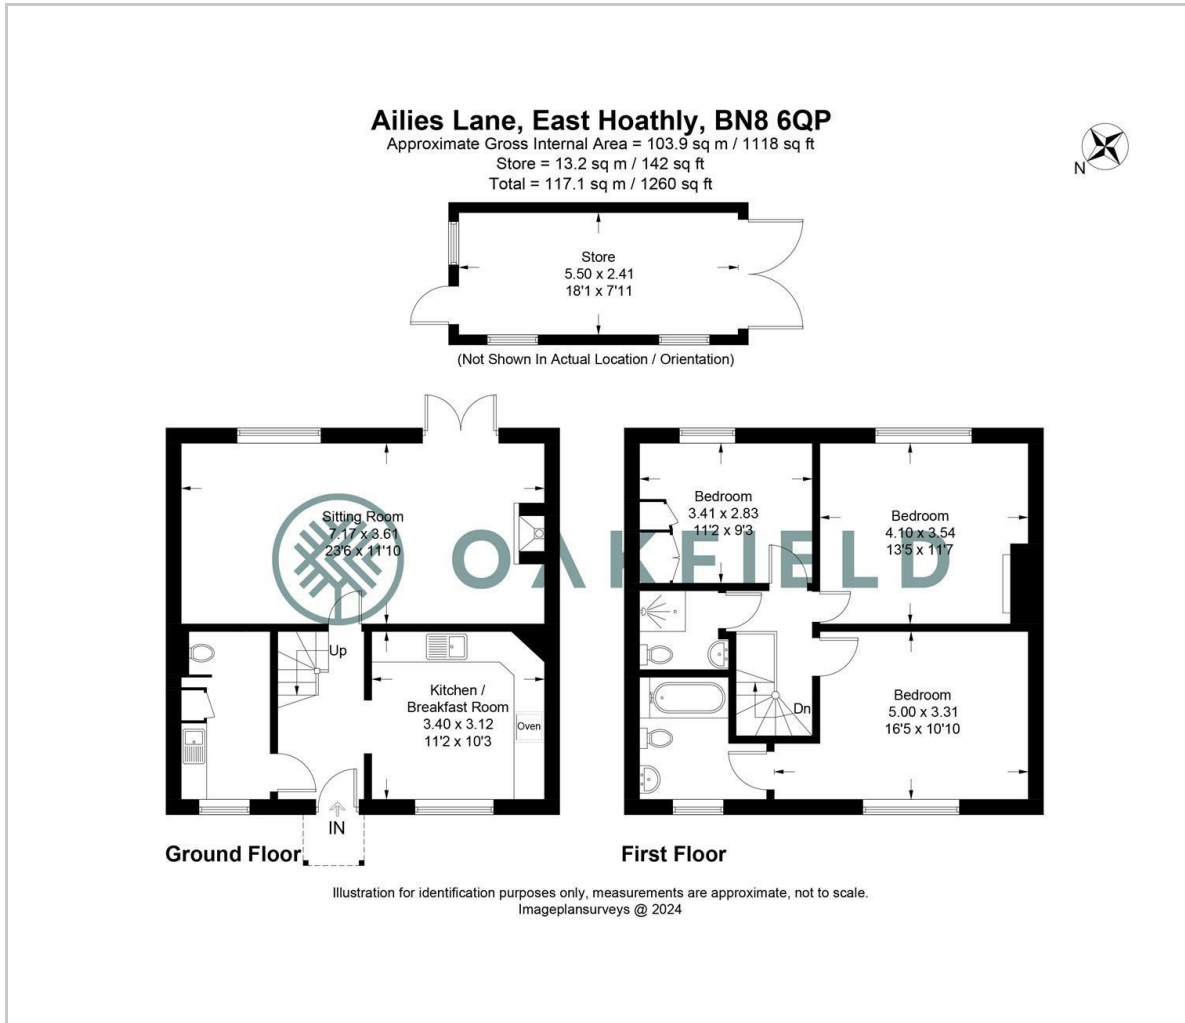 Ailies Lane, East Hoathly, BN8 6QP
Approximate Gross Internal Area = 103.9 sq m / 1118 sq ft
Store = 13.2 sq m / 142 sq ft
Total = 117.1 sq m / 1260 sq ft
N
Store
5.50 x 2.41
18'1 x 7'11
(Not Shown In Actual Location / Orientation)
Sitting Room
7.17 x 3.61
23'6 x 11'10
Bedroom
3.41 x 2.83
11'2 x 9'3
Bedroom
4.10 x 3.54
13'5 x 11'7
OAKFIELD
Up
Kitchen /
Breakfast Room
3.40 x 3.12
11'2 x 10'3
Oven
Dn
Bedroom
5.00 x 3.31
16'5 x 10'10
IN
Ground Floor
First Floor
Illustration for identification purposes only, measurements are approximate, not to scale.
Imageplansurveys @ 2024